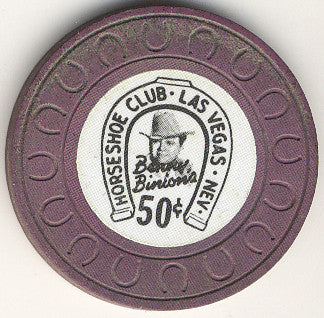 HORSESHOE CLUB · LAS VEGAS · NEV.
Benny
Binion's
50¢